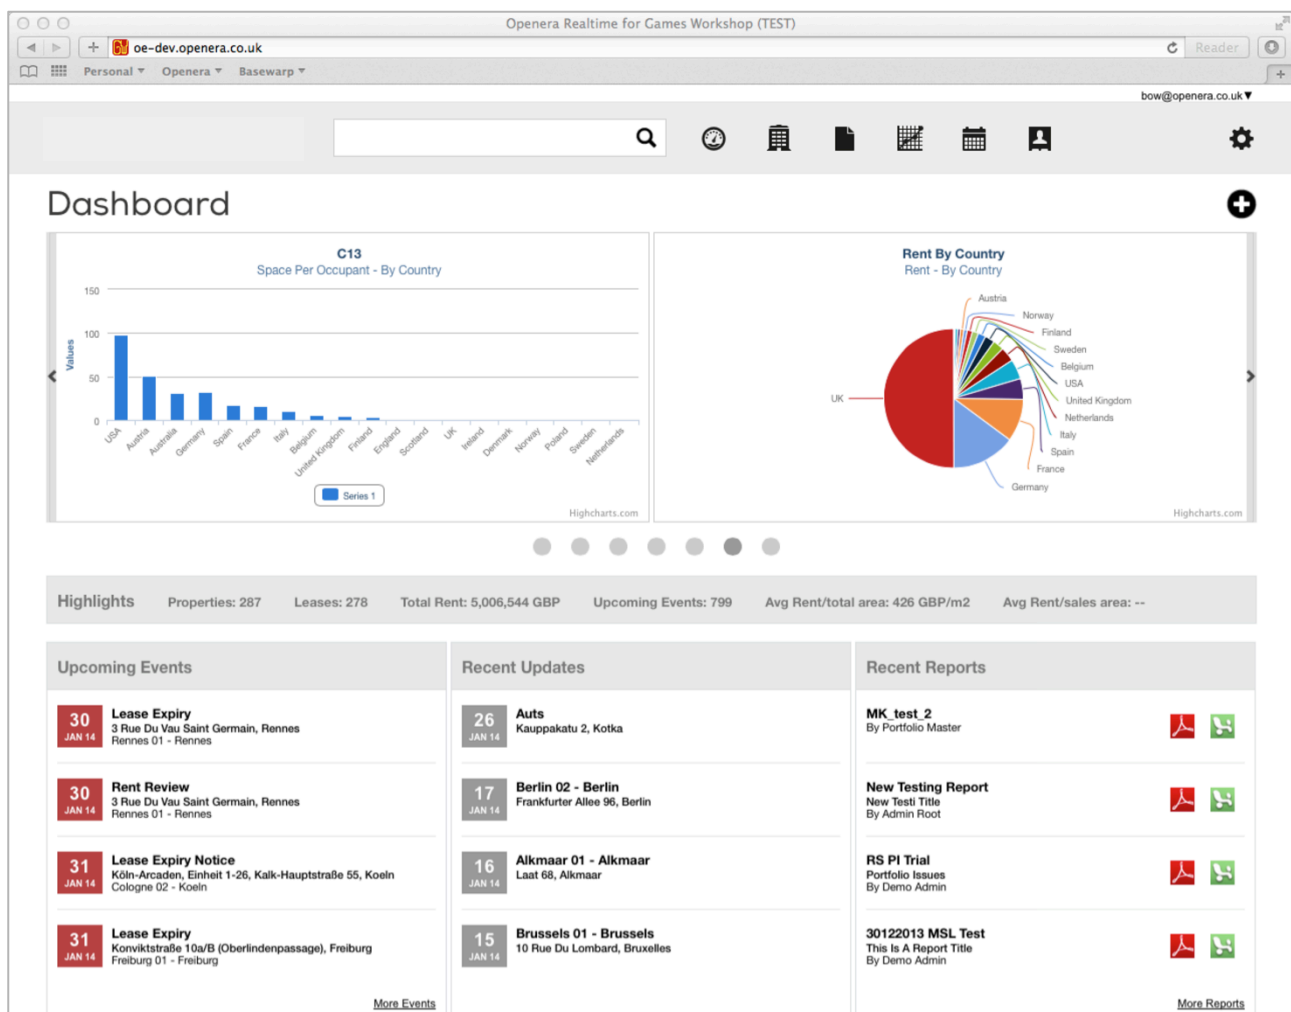 Openera Realtime for Games Workshop (TEST)
oe-dev.openera.co.uk
Reader
Personal ▼ Openera ▼ Basewarp ▼
bow@openera.co.uk▼
Dashboard
C13
Space Per Occupant - By Country
150
100
50
0
Values
USA
Austria
Australia
Germany
Spain
France
Italy
Belgium
United Kingdom
Finland
England
Scotland
UK
Ireland
Denmark
Norway
Poland
Sweden
Netherlands
Series 1
Highcharts.com
Rent By Country
Rent - By Country
Austria
Norway
Finland
Sweden
Belgium
USA
United Kingdom
Netherlands
Italy
Spain
France
Germany
UK
Highcharts.com
Highlights Properties: 287 Leases: 278 Total Rent: 5,006,544 GBP Upcoming Events: 799 Avg Rent/total area: 426 GBP/m2 Avg Rent/sales area: --
Upcoming Events
30
JAN 14
Lease Expiry
3 Rue Du Vau Saint Germain, Rennes
Rennes 01 - Rennes
30
JAN 14
Rent Review
3 Rue Du Vau Saint Germain, Rennes
Rennes 01 - Rennes
31
JAN 14
Lease Expiry Notice
Köln-Arcaden, Einheit 1-26, Kalk-Hauptstraße 55, Koeln
Cologne 02 - Koeln
31
JAN 14
Lease Expiry
Konviktstraße 10a/B (Oberlindenpassage), Freiburg
Freiburg 01 - Freiburg
More Events
Recent Updates
26
JAN 14
Auts
Kauppakatu 2, Kotka
17
JAN 14
Berlin 02 - Berlin
Frankfurter Allee 96, Berlin
16
JAN 14
Alkmaar 01 - Alkmaar
Laat 68, Alkmaar
15
JAN 14
Brussels 01 - Brussels
10 Rue Du Lombard, Bruxelles
Recent Reports
MK_test_2
By Portfolio Master
New Testing Report
New Testi Title
By Admin Root
RS PI Trial
Portfolio Issues
By Demo Admin
30122013 MSL Test
This Is A Report Title
By Demo Admin
More Reports